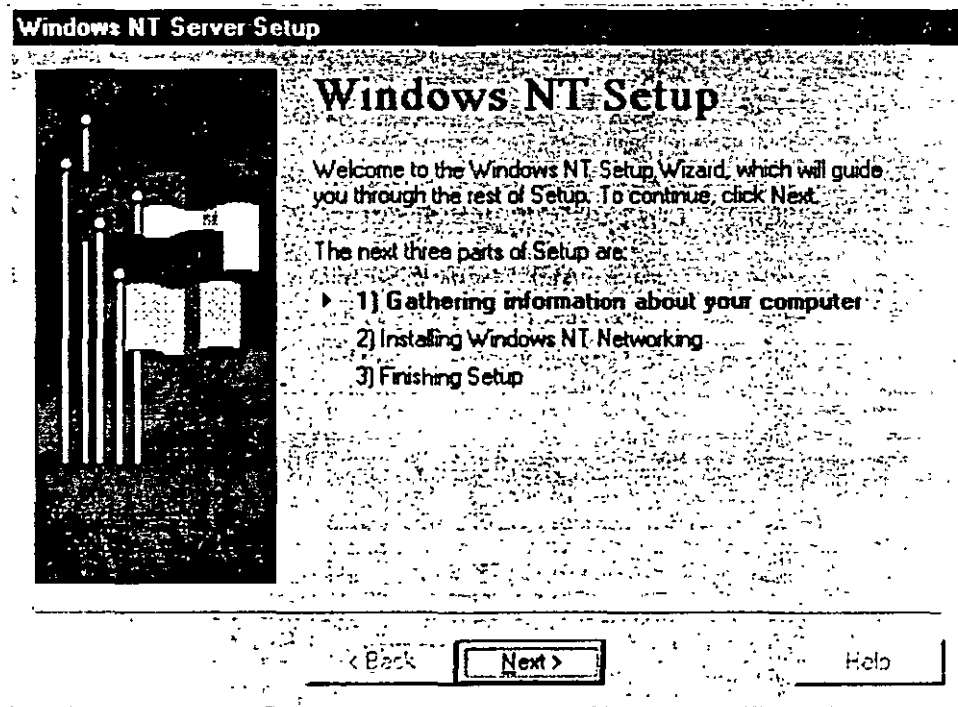 Windows NT Server Setup
Windows NT Setup
Welcome to the Windows NT Setup Wizard, which will guide
you through the rest of Setup. To continue, click Next.
The next three parts of Setup are:
1) Gathering information about your computer
2) Installing Windows NT Networking
3) Finishing Setup
< Back
Next >
Help